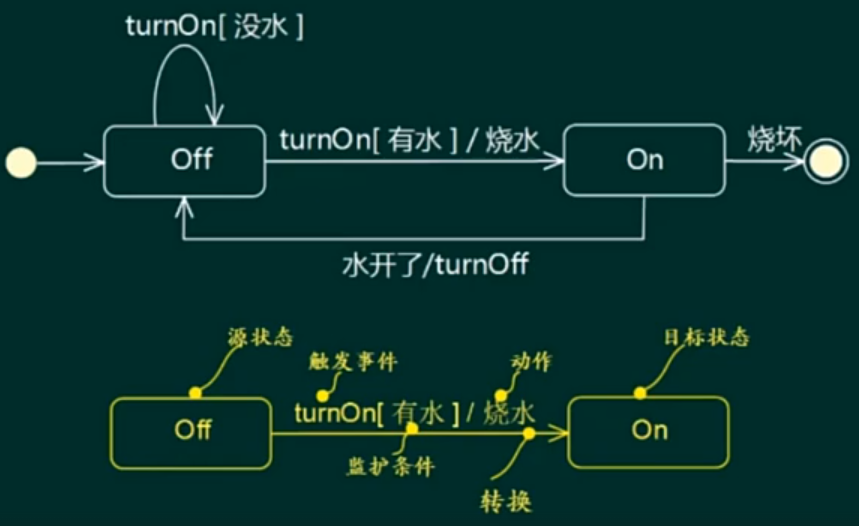 turnOn[ 没水 ]
Off
turnOn[ 有水 ] / 烧水
On
烧坏
水开了/turnOff
源状态
触发事件
动作
目标状态
Off
turnOn[ 有水 ] / 烧水
On
监护条件
转换